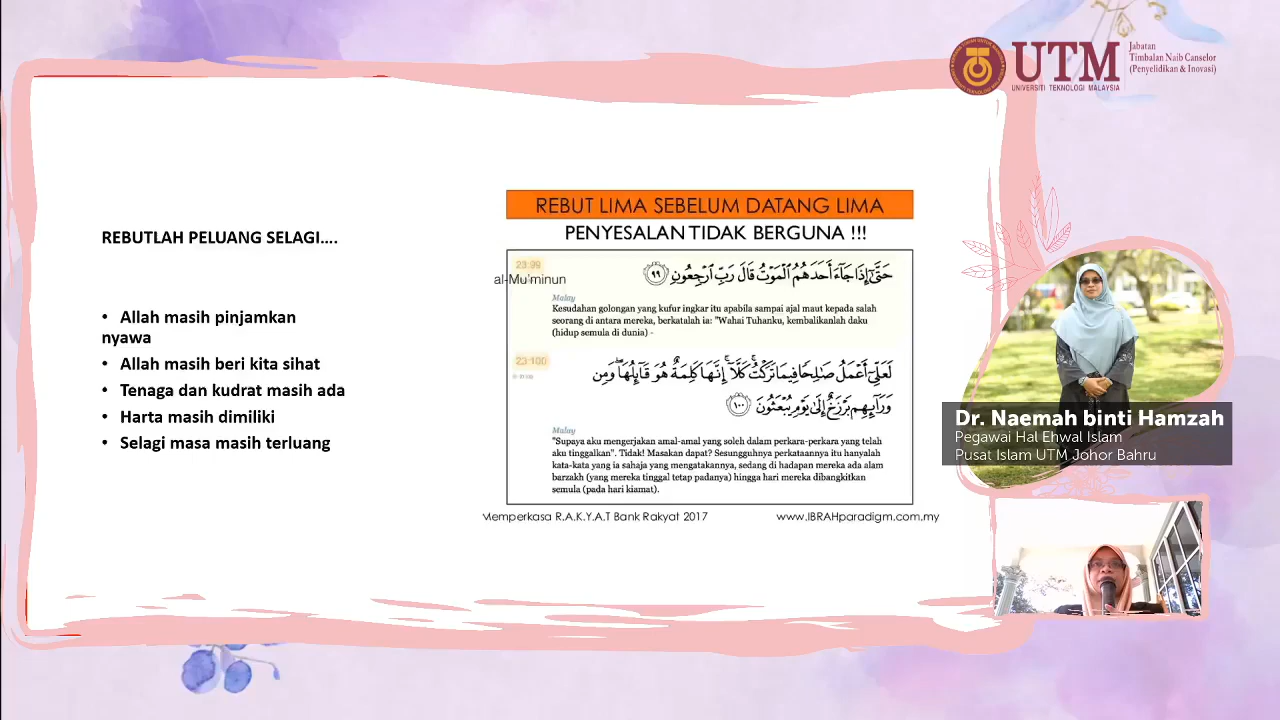 UTM
UNIVERSITI TEKNOLOGI MALAYSIA
Jabatan
Timbalan Naib Canselor
(Penyelidikan & Inovasi)
REBUTLAH PELUANG SELAGI….
• Allah masih pinjamkan
nyawa
• Allah masih beri kita sihat
• Tenaga dan kudrat masih ada
• Harta masih dimiliki
• Selagi masa masih terluang
REBUT LIMA SEBELUM DATANG LIMA
PENYESALAN TIDAK BERGUNA !!!
23:99
al-Mu'minun
حَتَّىٰٓ إِذَا جَآءَ أَحَدَهُمُ ٱلْمَوْتُ قَالَ رَبِّ ٱرْجِعُونِ ﴿٩٩﴾
Malay
Kesudahan golongan yang kufur ingkar itu apabila sampai ajal maut kepada salah
seorang di antara mereka, berkatalah ia: "Wahai Tuhanku, kembalikanlah daku
(hidup semula di dunia) -
23:100
لَعَلِّىٓ أَعْمَلُ صَـٰلِحًا فِيمَا تَرَكْتُ ۚ كَلَّآ ۚ إِنَّهَا كَلِمَةٌ هُوَ قَآئِلُهَا ۖ وَمِن
وَرَآئِهِم بَرْزَخٌ إِلَىٰ يَوْمِ يُبْعَثُونَ ﴿١٠٠﴾
Malay
"Supaya aku mengerjakan amal-amal yang soleh dalam perkara-perkara yang telah
aku tinggalkan". Tidak! Masakan dapat? Sesungguhnya perkataannya itu hanyalah
kata-kata yang ia sahaja yang mengatakannya, sedang di hadapan mereka ada alam
barzakh (yang mereka tinggal tetap padanya) hingga hari mereka dibangkitkan
semula (pada hari kiamat).
Memperkasa R.A.K.Y.A.T Bank Rakyat 2017
www.IBRAHparadigm.com.my
Dr. Naemah binti Hamzah
Pegawai Hal Ehwal Islam
Pusat Islam UTM Johor Bahru